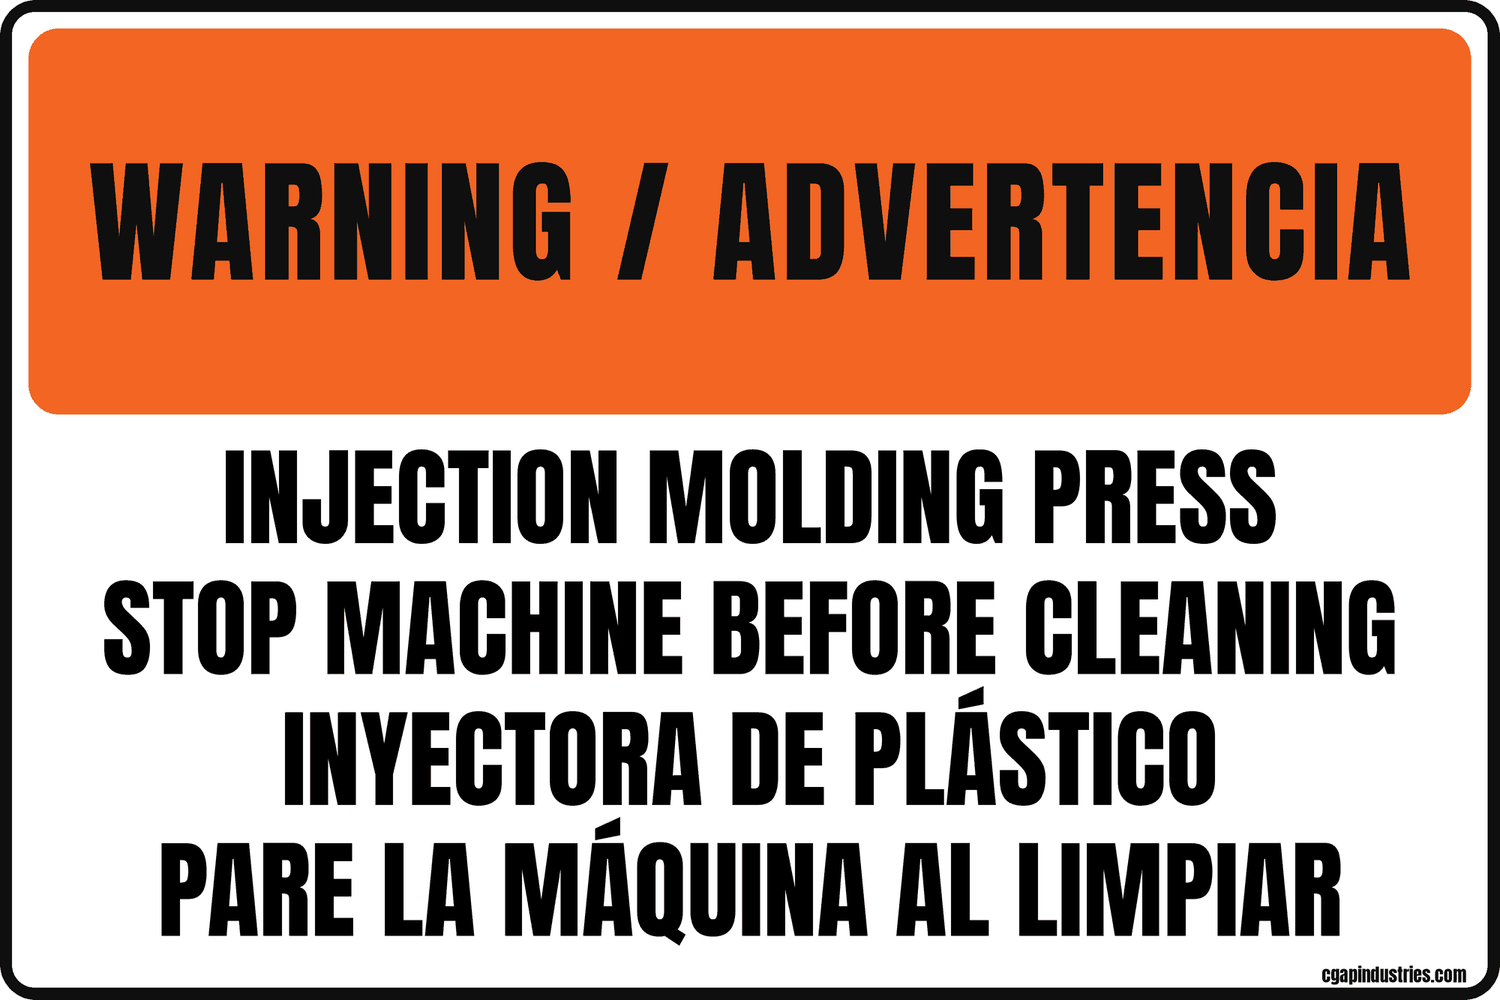 WARNING / ADVERTENCIA
INJECTION MOLDING PRESS
STOP MACHINE BEFORE CLEANING
INYECTORA DE PLÁSTICO
PARE LA MÁQUINA AL LIMPIAR
cgapindustries.com